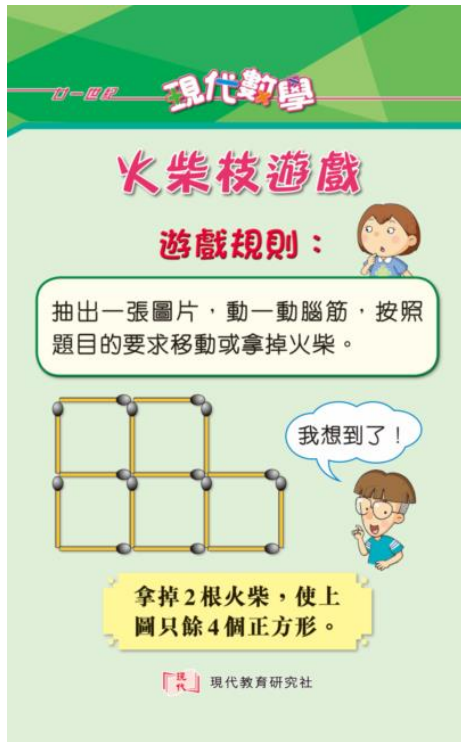 廿一世紀 現代數學
火柴枝遊戲
遊戲規則：
抽出一張圖片，動一動腦筋，按照
題目的要求移動或拿掉火柴。
我想到了！
拿掉2根火柴，使上
圖只餘4個正方形。
現代 現代教育研究社